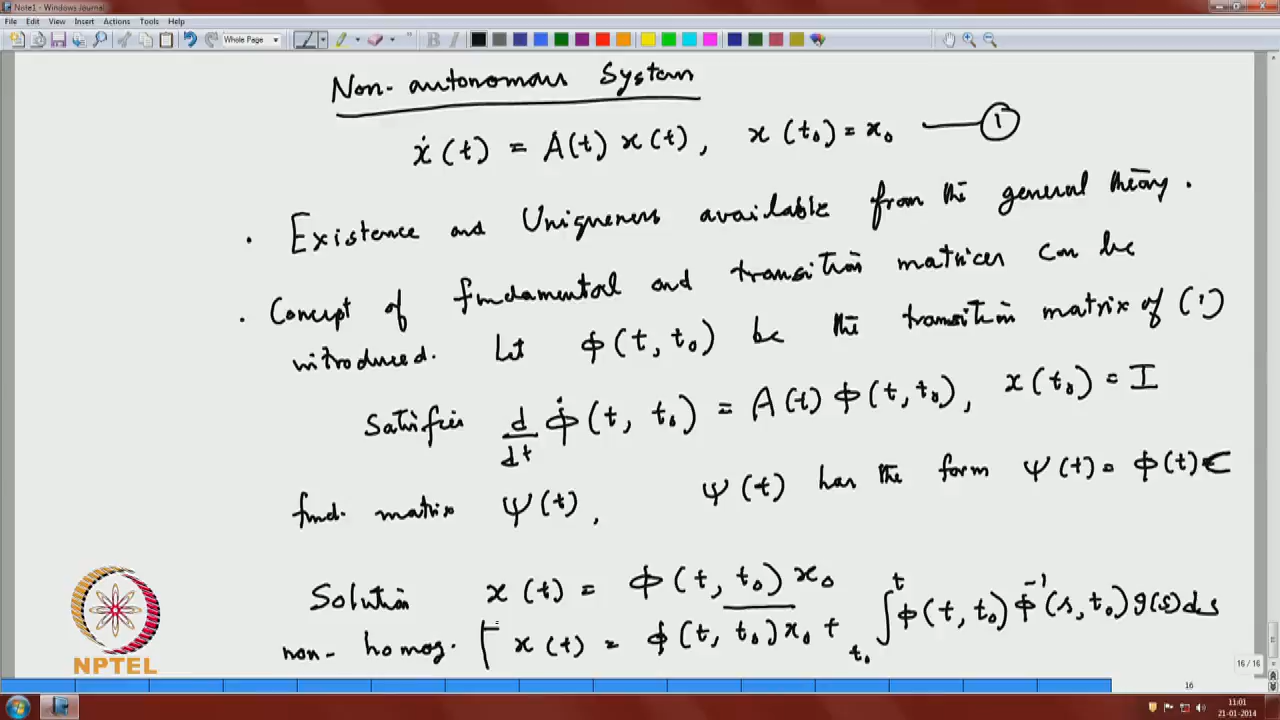 Note1 - Windows Journal
File Edit View Insert Actions Tools Help
Whole Page
Non-autonomous System
ẋ(t) = A(t) x(t), x(t₀) = x₀ —— ①
· Existence and Uniqueness available from the general theory.
· Concept of fundamental and transition matrices can be
introduced. Let Φ(t, t₀) be the transition matrix of (1)
Satisfies d/dt Φ̇(t, t₀) = A(t) Φ(t, t₀), x(t₀) = I
fund. matrix Ψ(t), Ψ(t) has the form Ψ(t) = Φ(t)C
Solution x(t) = Φ(t, t₀) x₀
non-homog. x(t) = Φ(t, t₀) x₀ + ∫ₜ₀ᵗ Φ(t, t₀) Φ⁻¹(s, t₀) g(s) ds
NPTEL
16 / 16
16
11:01
21-01-2014